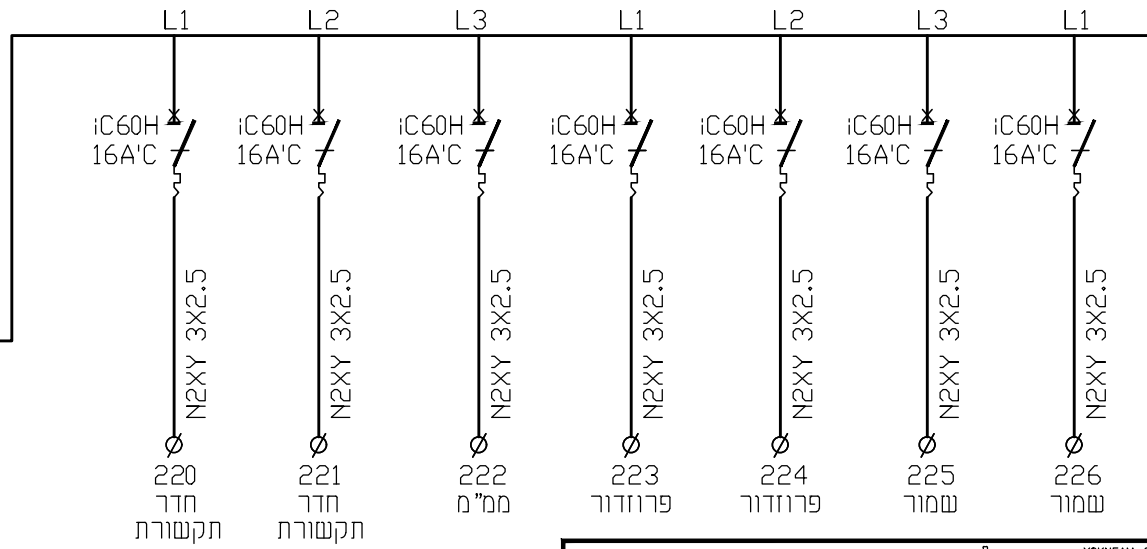 L1 L2 L3 L1 L2 L3 L1
iC60H iC60H iC60H iC60H iC60H iC60H iC60H
16A'C 16A'C 16A'C 16A'C 16A'C 16A'C 16A'C
N2XY 3X2.5 N2XY 3X2.5 N2XY 3X2.5 N2XY 3X2.5 N2XY 3X2.5 N2XY 3X2.5 N2XY 3X2.5
220 221 222 223 224 225 226
חדר
תקשורת
חדר
תקשורת
ממ"מ
פרוזדור
פרוזדור
שמור
שמור